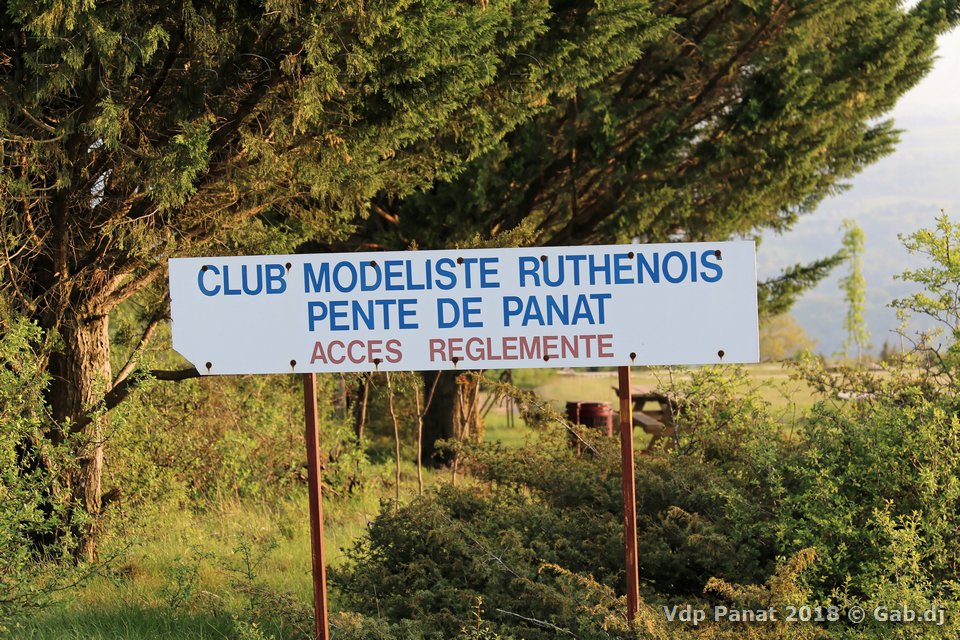 CLUB MODELISTE RUTHENOIS
PENTE DE PANAT
ACCES REGLEMENTE
Vdp Panat 2018 © Gab.dj